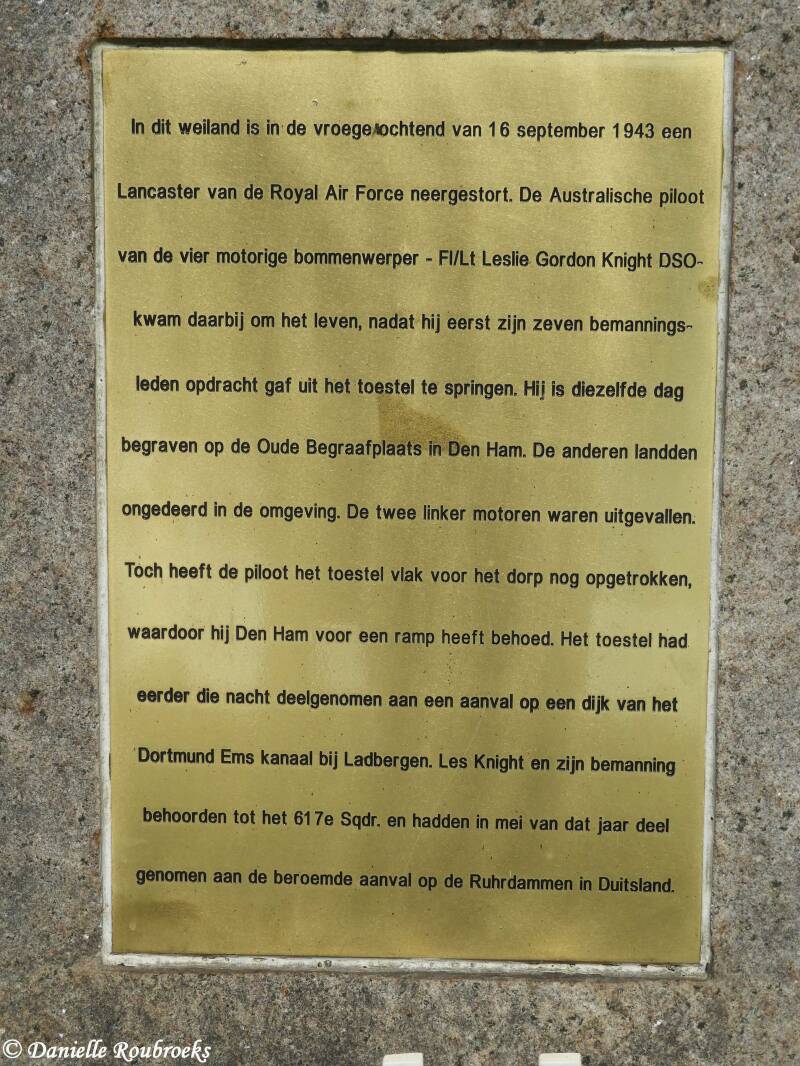 In dit weiland is in de vroege ochtend van 16 september 1943 een
Lancaster van de Royal Air Force neergestort. De Australische piloot
van de vier motorige bommenwerper - Fl/Lt Leslie Gordon Knight DSO-
kwam daarbij om het leven, nadat hij eerst zijn zeven bemannings-
leden opdracht gaf uit het toestel te springen. Hij is diezelfde dag
begraven op de Oude Begraafplaats in Den Ham. De anderen landden
ongedeerd in de omgeving. De twee linker motoren waren uitgevallen.
Toch heeft de piloot het toestel vlak voor het dorp nog opgetrokken,
waardoor hij Den Ham voor een ramp heeft behoed. Het toestel had
eerder die nacht deelgenomen aan een aanval op een dijk van het
Dortmund Ems kanaal bij Ladbergen. Les Knight en zijn bemanning
behoorden tot het 617e Sqdr. en hadden in mei van dat jaar deel
genomen aan de beroemde aanval op de Ruhrdammen in Duitsland.
© Danielle Roubroeks